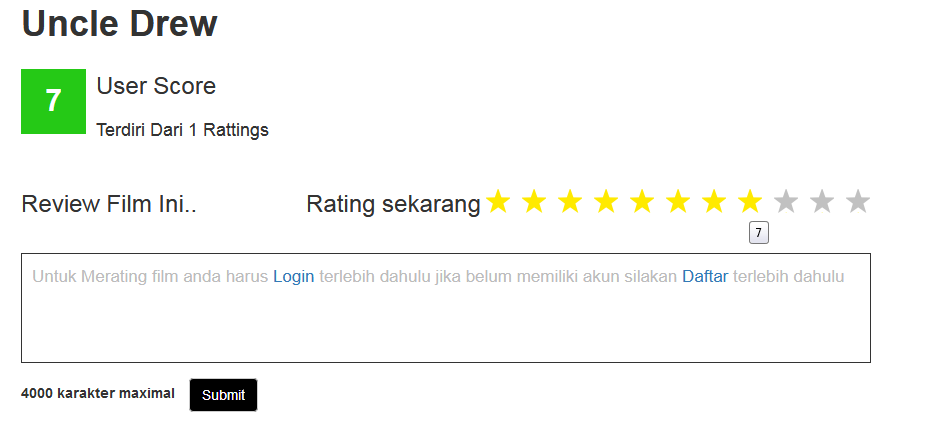 Uncle Drew
7
User Score
Terdiri Dari 1 Rattings
Review Film Ini..
Rating sekarang
7
Untuk Merating film anda harus Login terlebih dahulu jika belum memiliki akun silakan Daftar terlebih dahulu
4000 karakter maximal
Submit